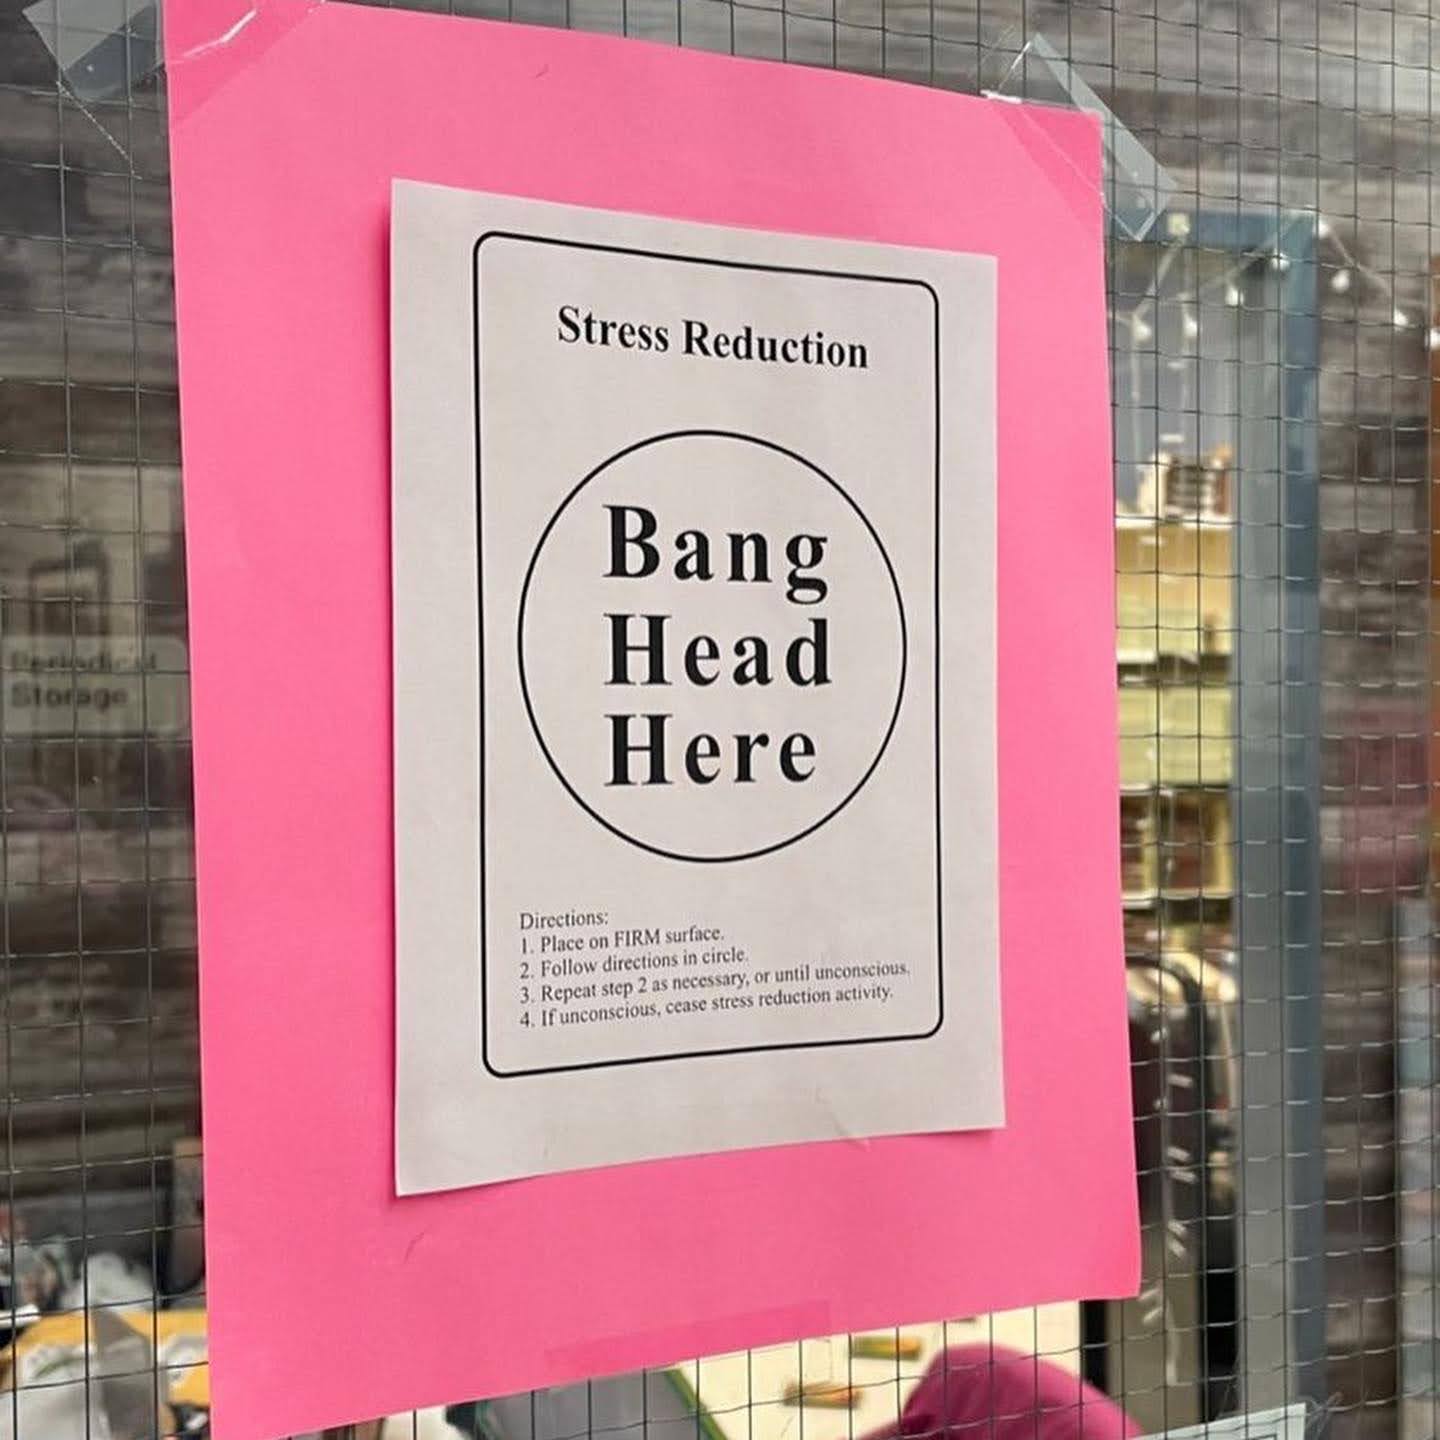 Stress Reduction
Bang
Head
Here
Directions:
1. Place on FIRM surface.
2. Follow directions in circle.
3. Repeat step 2 as necessary, or until unconscious.
4. If unconscious, cease stress reduction activity.
Periodical
Storage